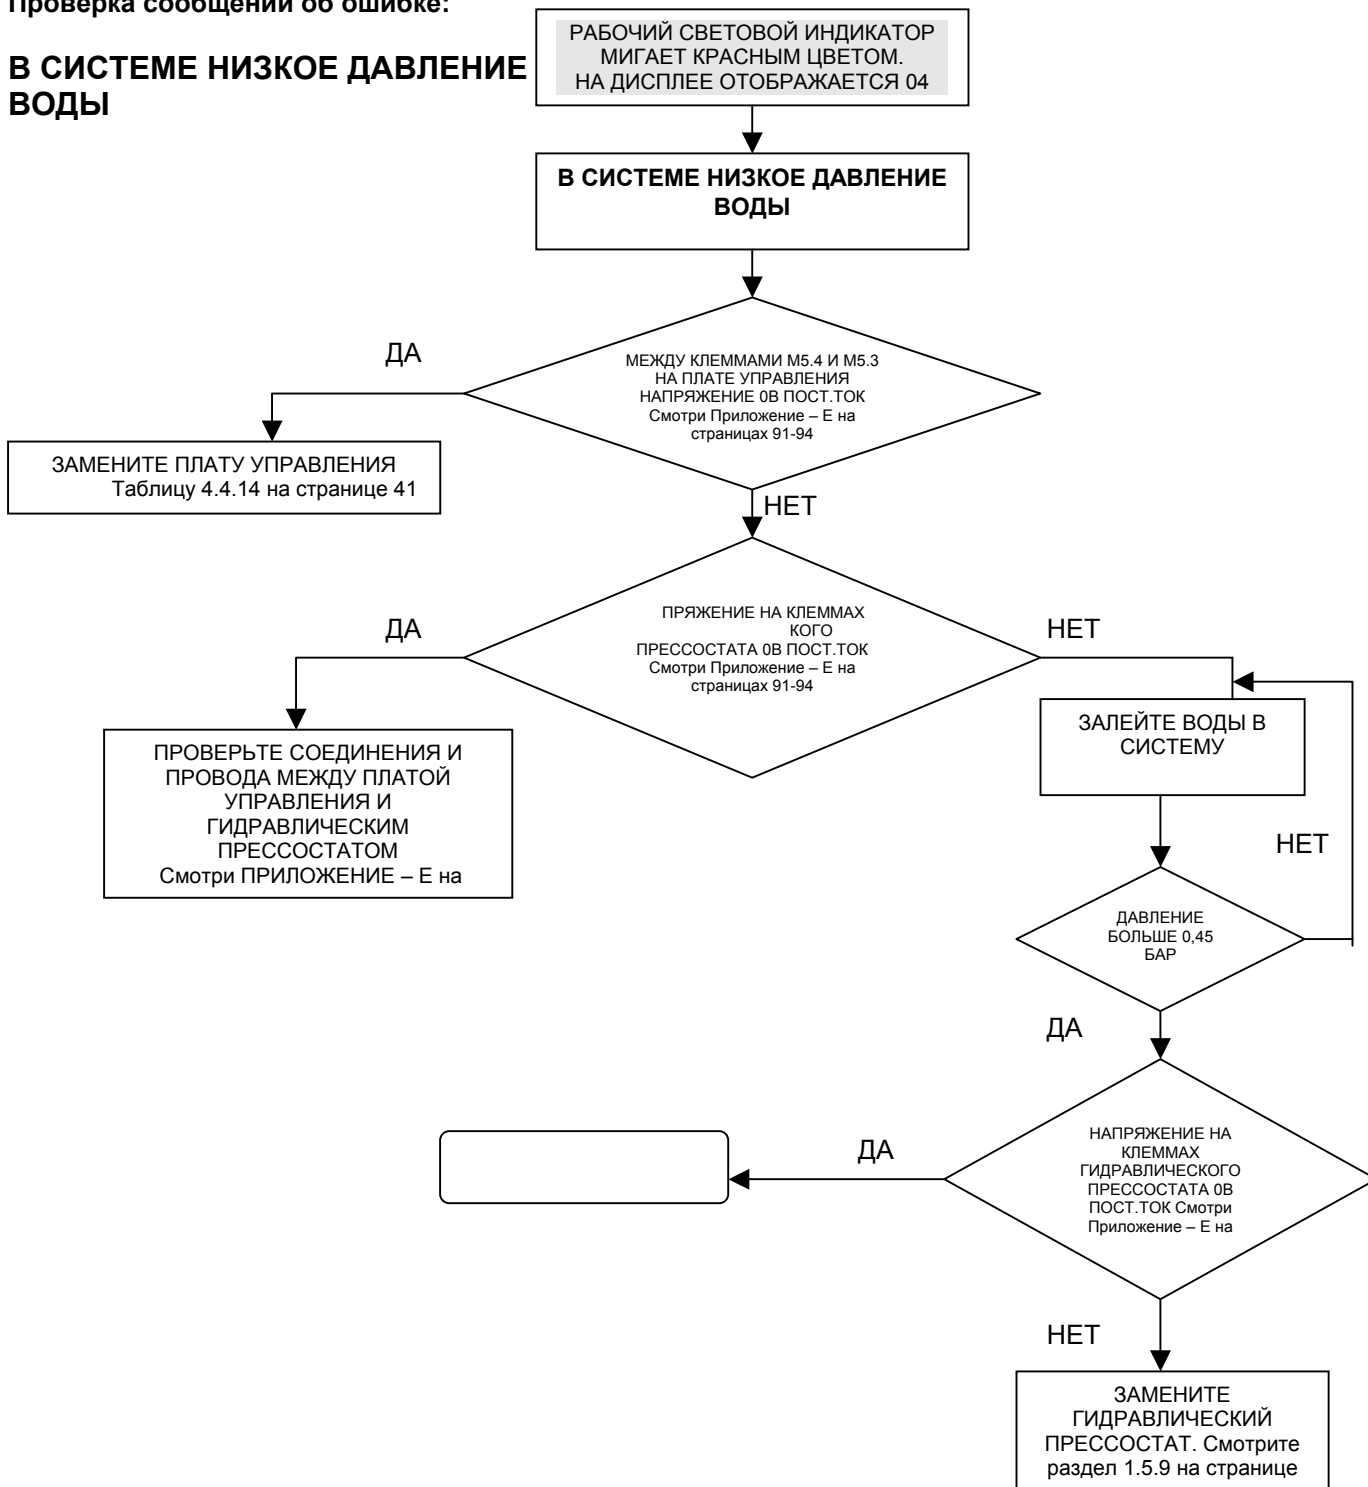 Проверка сообщений об ошибке:
В СИСТЕМЕ НИЗКОЕ ДАВЛЕНИЕ
ВОДЫ
РАБОЧИЙ СВЕТОВОЙ ИНДИКАТОР
МИГАЕТ КРАСНЫМ ЦВЕТОМ.
НА ДИСПЛЕЕ ОТОБРАЖАЕТСЯ 04
В СИСТЕМЕ НИЗКОЕ ДАВЛЕНИЕ
ВОДЫ
ДА
МЕЖДУ КЛЕММАМИ М5.4 И М5.3
НА ПЛАТЕ УПРАВЛЕНИЯ
НАПРЯЖЕНИЕ 0В ПОСТ.ТОК
Смотри Приложение – Е на
страницах 91-94
ЗАМЕНИТЕ ПЛАТУ УПРАВЛЕНИЯ
Таблицу 4.4.14 на странице 41
НЕТ
ДА
ПРЯЖЕНИЕ НА КЛЕММАХ
КОГО
ПРЕССОСТАТА 0В ПОСТ.ТОК
Смотри Приложение – Е на
страницах 91-94
НЕТ
ПРОВЕРЬТЕ СОЕДИНЕНИЯ И
ПРОВОДА МЕЖДУ ПЛАТОЙ
УПРАВЛЕНИЯ И
ГИДРАВЛИЧЕСКИМ
ПРЕССОСТАТОМ
Смотри ПРИЛОЖЕНИЕ – Е на
ЗАЛЕЙТЕ ВОДЫ В
СИСТЕМУ
НЕТ
ДАВЛЕНИЕ
БОЛЬШЕ 0,45
БАР
ДА
ДА
НАПРЯЖЕНИЕ НА
КЛЕММАХ
ГИДРАВЛИЧЕСКОГО
ПРЕССОСТАТА 0В
ПОСТ.ТОК Смотри
Приложение – Е на
НЕТ
ЗАМЕНИТЕ
ГИДРАВЛИЧЕСКИЙ
ПРЕССОСТАТ. Смотрите
раздел 1.5.9 на странице